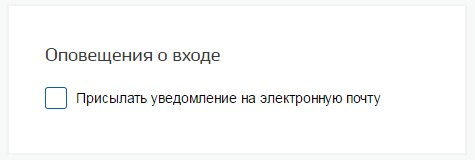 Оповещения о входе
Присылать уведомление на электронную почту